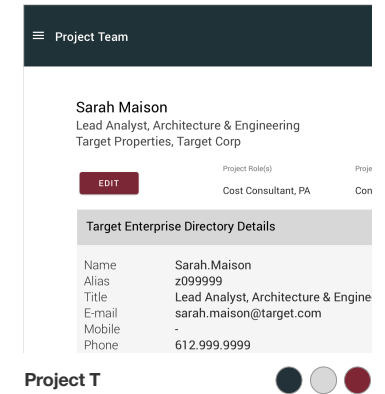 Project Team
Sarah Maison
Lead Analyst, Architecture & Engineering
Target Properties, Target Corp
Project Role(s) Proje
EDIT
Cost Consultant, PA Con
Target Enterprise Directory Details
Name Sarah.Maison
Alias z099999
Title Lead Analyst, Architecture & Engine
E-mail sarah.maison@target.com
Mobile -
Phone 612.999.9999
Project T